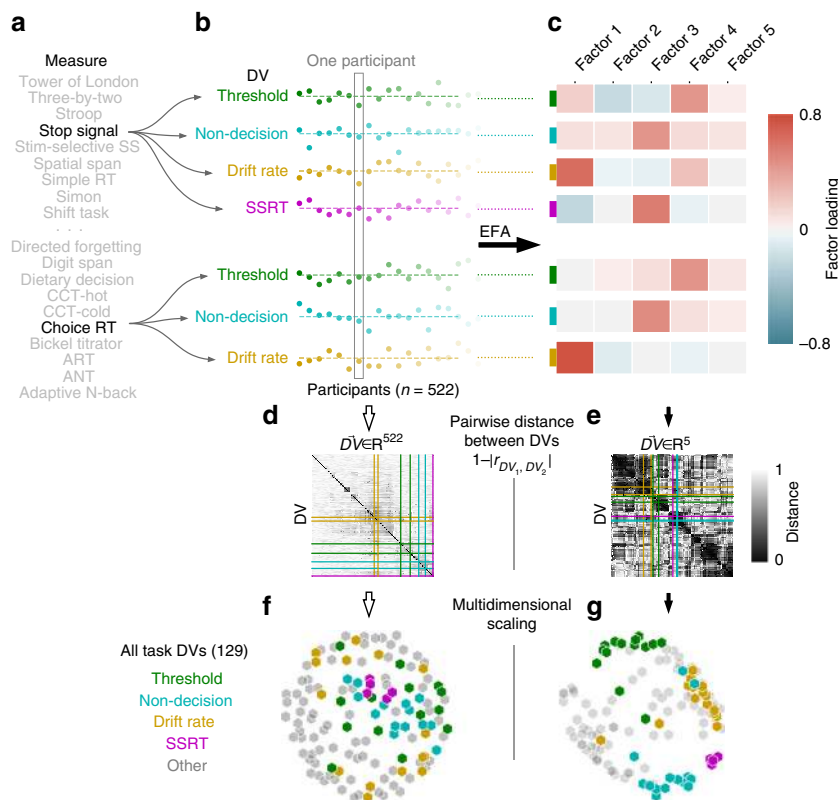 a
Measure
Tower of London
Three-by-two
Stroop
Stop signal
Stim-selective SS
Spatial span
Simple RT
Simon
Shift task
. . .
Directed forgetting
Digit span
Dietary decision
CCT-hot
CCT-cold
Choice RT
Bickel titrator
ART
ANT
Adaptive N-back
b
One participant
DV
Threshold
Non-decision
Drift rate
SSRT
Threshold
Non-decision
Drift rate
Participants (n = 522)
EFA
c
Factor 1
Factor 2
Factor 3
Factor 4
Factor 5
0.8
0
–0.8
Factor loading
d
DV∈R522
DV
Pairwise distance
between DVs
1–|rDV1, DV2|
e
DV∈R5
DV
1
0
Distance
f
Multidimensional
scaling
g
All task DVs (129)
Threshold
Non-decision
Drift rate
SSRT
Other